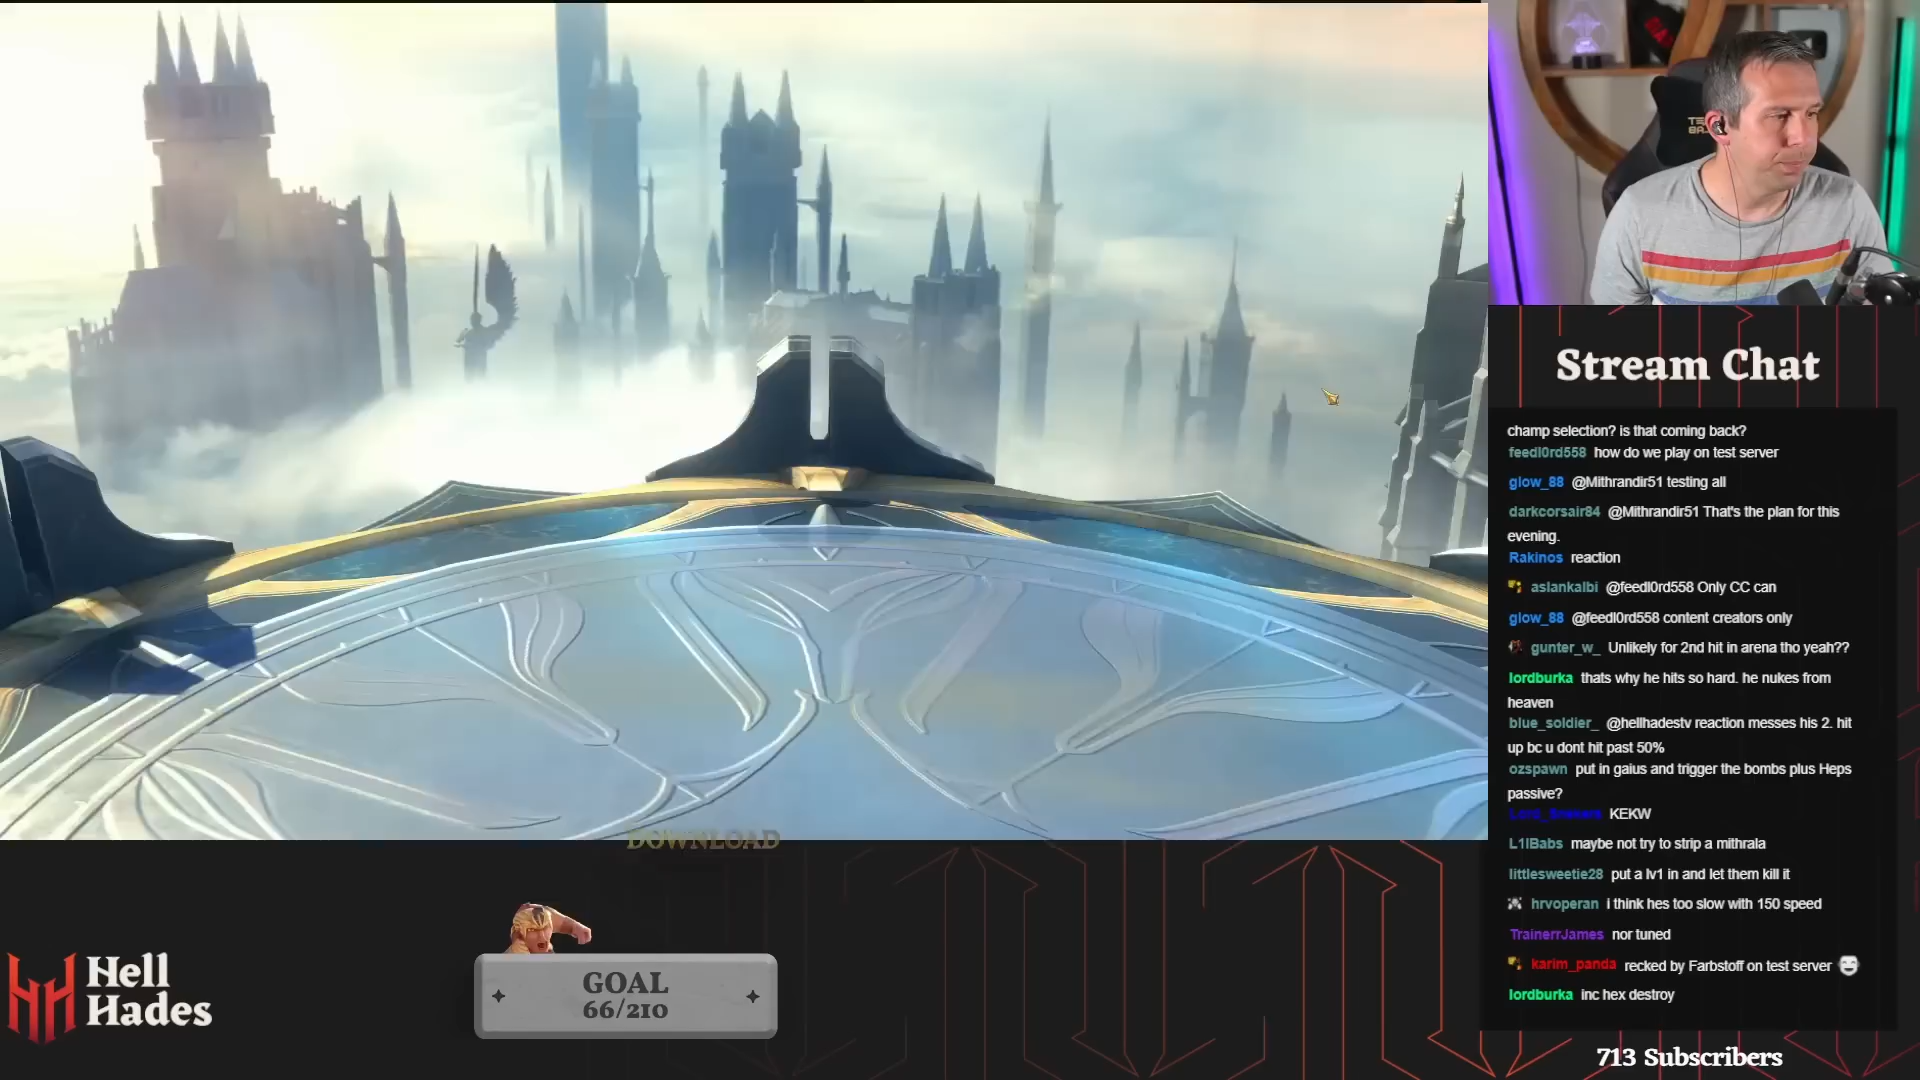 Stream Chat
champ selection? is that coming back?
feedl0rd558 how do we play on test server
glow_88 @Mithrandir51 testing all
darkcorsair84 @Mithrandir51 That's the plan for this
evening.
Rakinos reaction
aslankalbi @feedl0rd558 Only CC can
glow_88 @feedl0rd558 content creators only
gunter_w_ Unlikely for 2nd hit in arena tho yeah??
lordburka thats why he hits so hard. he nukes from
heaven
blue_soldier_ @hellhadestv reaction messes his 2. hit
up bc u dont hit past 50%
ozspawn put in gaius and trigger the bombs plus Heps
passive?
KEKW
L1lBabs maybe not try to strip a mithrala
littlesweetie28 put a lv1 in and let them kill it
hrvoperan i think hes too slow with 150 speed
TrainerrJames nor tuned
karim_panda recked by Farbstoff on test server
lordburka inc hex destroy
713 Subscribers
DOWNLOAD
Hell
Hades
GOAL
66/210